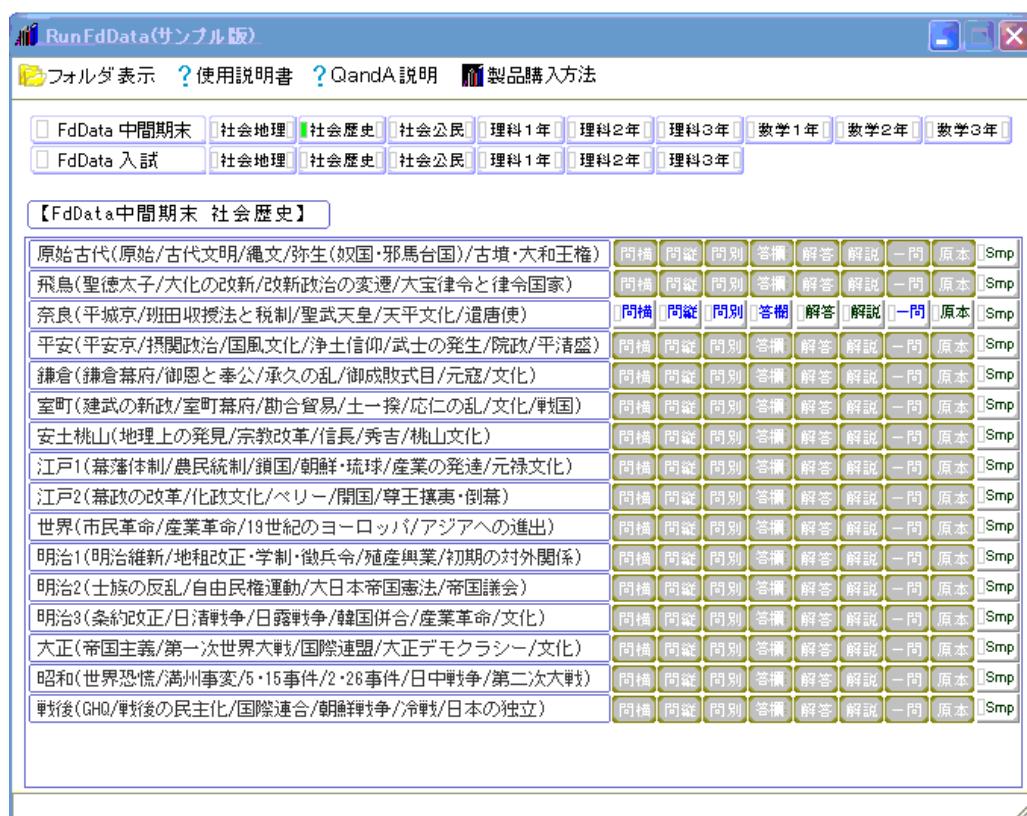 RunFdData(サンプル版)
フォルダ表示 ?使用説明書 ?QandA説明 製品購入方法
FdData 中間期末 社会地理 社会歴史 社会公民 理科1年 理科2年 理科3年 数学1年 数学2年 数学3年
FdData 入試 社会地理 社会歴史 社会公民 理科1年 理科2年 理科3年
【FdData中間期末 社会歴史】
原始古代(原始/古代文明/縄文/弥生(奴国・邪馬台国)/古墳・大和王権) 問横 問縦 問別 答欄 解答 解説 一問 原本 Smp
飛鳥(聖徳太子/大化の改新/改新政治の変遷/大宝律令と律令国家) 問横 問縦 問別 答欄 解答 解説 一問 原本 Smp
奈良(平城京/班田収授法と税制/聖武天皇/天平文化/遣唐使) 問横 問縦 問別 答欄 解答 解説 一問 原本 Smp
平安(平安京/摂関政治/国風文化/浄土信仰/武士の発生/院政/平清盛) 問横 問縦 問別 答欄 解答 解説 一問 原本 Smp
鎌倉(鎌倉幕府/御恩と奉公/承久の乱/御成敗式目/元寇/文化) 問横 問縦 問別 答欄 解答 解説 一問 原本 Smp
室町(建武の新政/室町幕府/勘合貿易/土一揆/応仁の乱/文化/戦国) 問横 問縦 問別 答欄 解答 解説 一問 原本 Smp
安土桃山(地理上の発見/宗教改革/信長/秀吉/桃山文化) 問横 問縦 問別 答欄 解答 解説 一問 原本 Smp
江戸1(幕藩体制/農民統制/鎖国/朝鮮・琉球/産業の発達/元禄文化) 問横 問縦 問別 答欄 解答 解説 一問 原本 Smp
江戸2(幕政の改革/化政文化/ペリー/開国/尊王攘夷・倒幕) 問横 問縦 問別 答欄 解答 解説 一問 原本 Smp
世界(市民革命/産業革命/19世紀のヨーロッパ/アジアへの進出) 問横 問縦 問別 答欄 解答 解説 一問 原本 Smp
明治1(明治維新/地租改正・学制・徴兵令/殖産興業/初期の対外関係) 問横 問縦 問別 答欄 解答 解説 一問 原本 Smp
明治2(士族の反乱/自由民権運動/大日本帝国憲法/帝国議会) 問横 問縦 問別 答欄 解答 解説 一問 原本 Smp
明治3(条約改正/日清戦争/日露戦争/韓国併合/産業革命/文化) 問横 問縦 問別 答欄 解答 解説 一問 原本 Smp
大正(帝国主義/第一次世界大戦/国際連盟/大正デモクラシー/文化) 問横 問縦 問別 答欄 解答 解説 一問 原本 Smp
昭和(世界恐慌/満州事変/5・15事件/2・26事件/日中戦争/第二次大戦) 問横 問縦 問別 答欄 解答 解説 一問 原本 Smp
戦後(GHQ/戦後の民主化/国際連合/朝鮮戦争/冷戦/日本の独立) 問横 問縦 問別 答欄 解答 解説 一問 原本 Smp